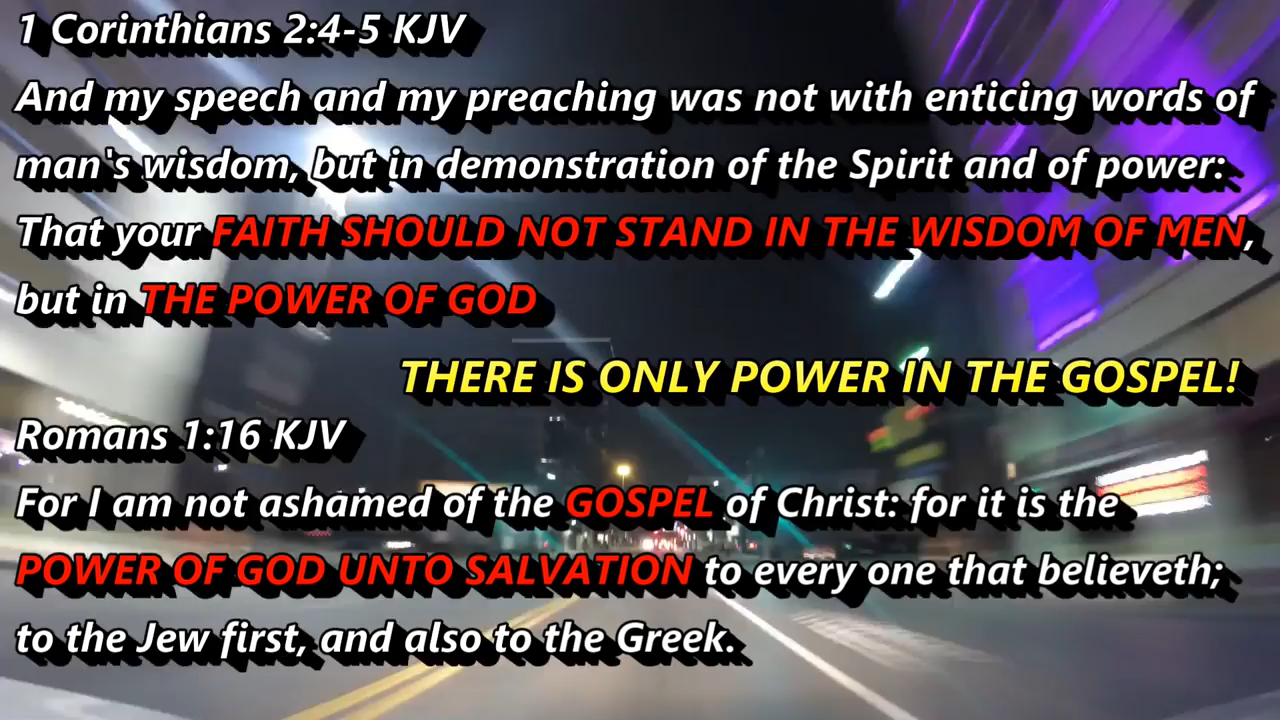 1 Corinthians 2:4-5 KJV
And my speech and my preaching was not with enticing words of
man's wisdom, but in demonstration of the Spirit and of power:
That your FAITH SHOULD NOT STAND IN THE WISDOM OF MEN,
but in THE POWER OF GOD
THERE IS ONLY POWER IN THE GOSPEL!
Romans 1:16 KJV
For I am not ashamed of the GOSPEL of Christ: for it is the
POWER OF GOD UNTO SALVATION to every one that believeth;
to the Jew first, and also to the Greek.